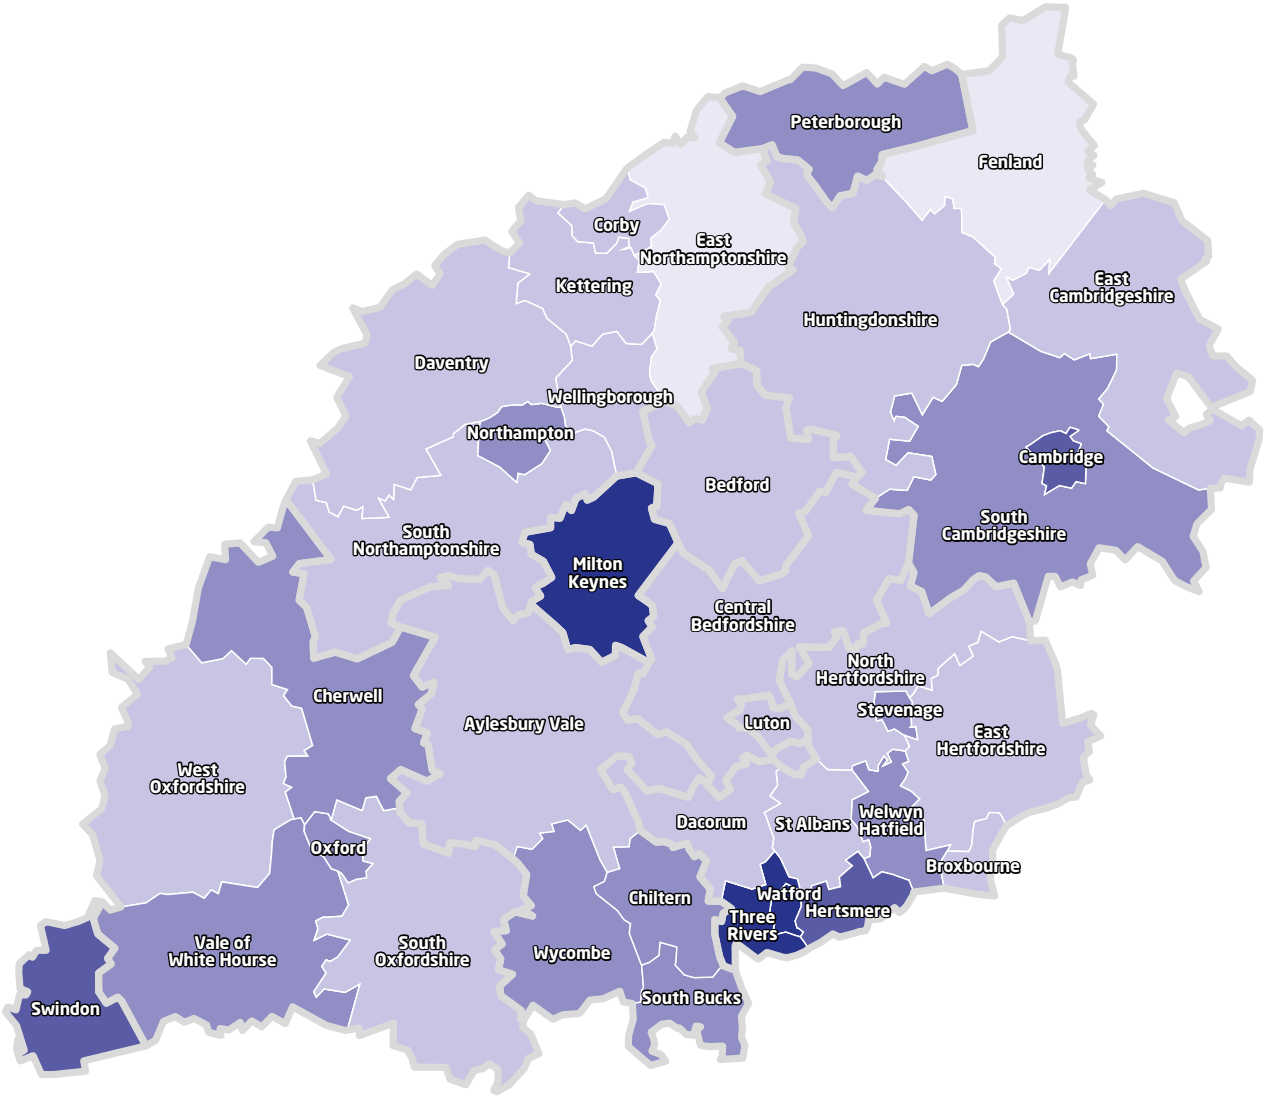 Peterborough
Fenland
Corby
East
Northamptonshire
Kettering
East
Cambridgeshire
Huntingdonshire
Daventry
Wellingborough
Northampton
Cambridge
Bedford
South
Cambridgeshire
South
Northamptonshire
Milton
Keynes
Central
Bedfordshire
North
Hertfordshire
Cherwell
Stevenage
Aylesbury Vale
Luton
East
Hertfordshire
West
Oxfordshire
Dacorum
St Albans
Welwyn
Hatfield
Oxford
Broxbourne
Chiltern
Watford
Three
Rivers
Hertsmere
Vale of
White Hourse
South
Oxfordshire
Wycombe
South Bucks
Swindon